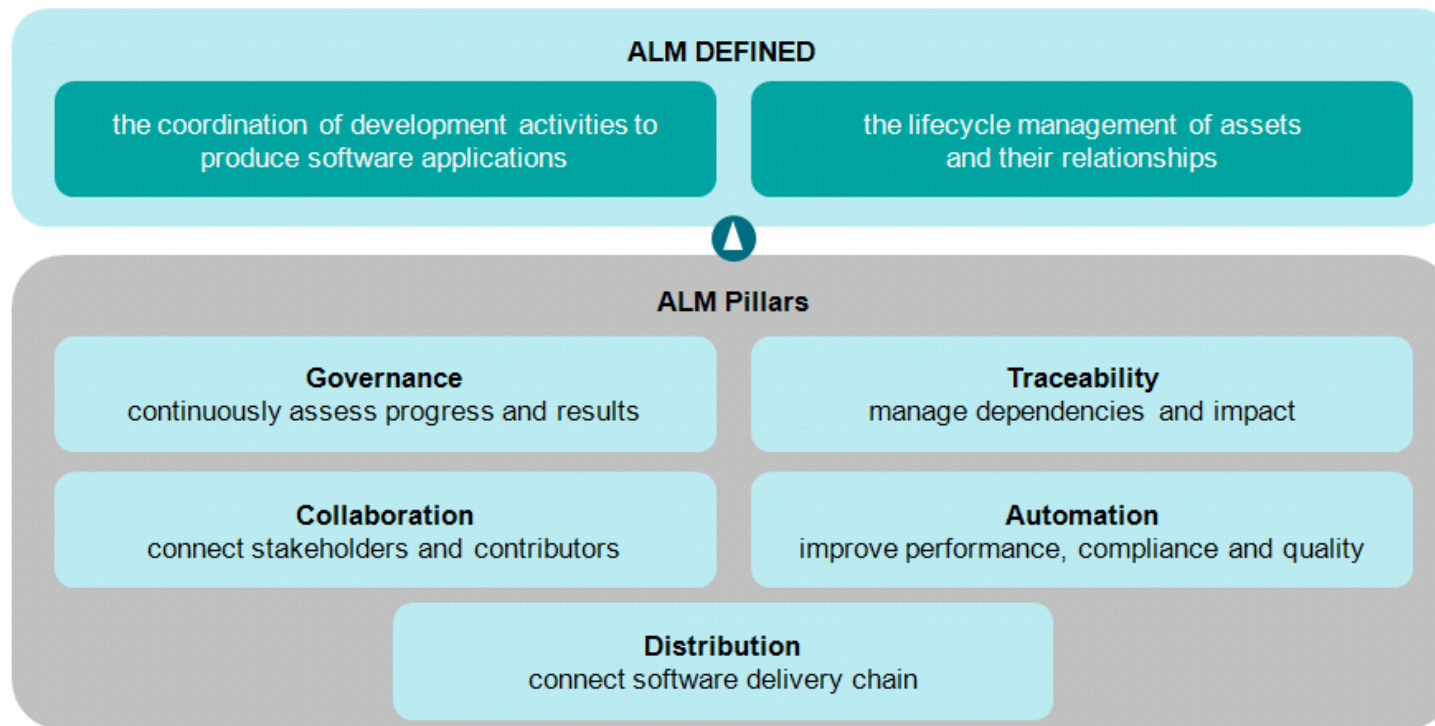 ALM DEFINED
the coordination of development activities to
produce software applications
the lifecycle management of assets
and their relationships
ALM Pillars
Governance
continuously assess progress and results
Traceability
manage dependencies and impact
Collaboration
connect stakeholders and contributors
Automation
improve performance, compliance and quality
Distribution
connect software delivery chain